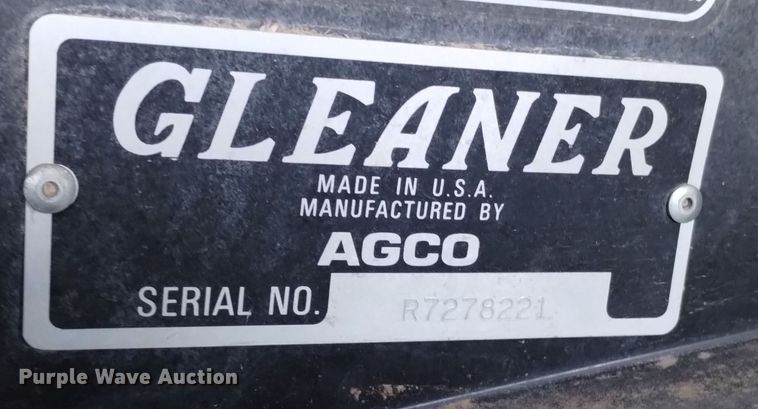 GLEANER
MADE IN U.S.A.
MANUFACTURED BY
AGCO
SERIAL NO. R7278221
Purple Wave Auction